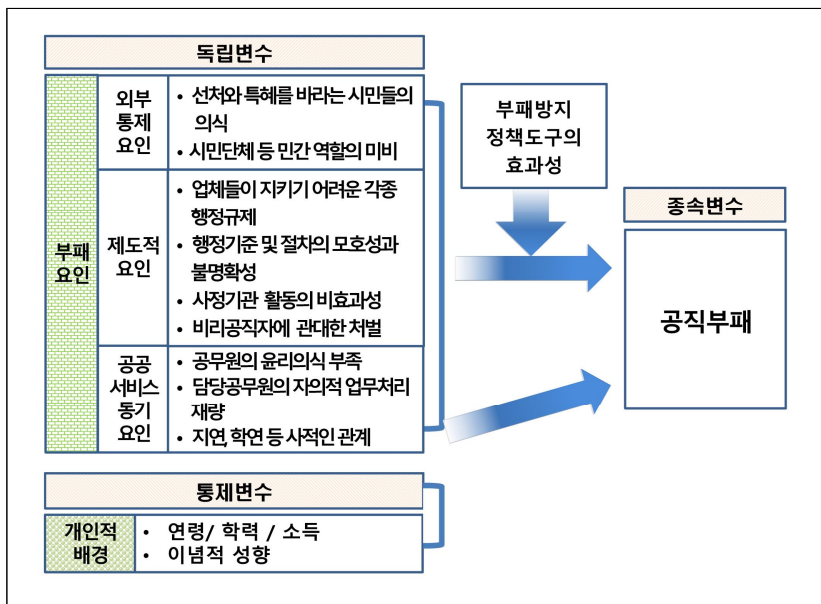 독립변수
부패
요인
외부
통제
요인
• 선처와 특혜를 바라는 시민들의
의식
• 시민단체 등 민간 역할의 미비
제도적
요인
• 업체들이 지키기 어려운 각종
행정규제
• 행정기준 및 절차의 모호성과
불명확성
• 사정기관 활동의 비효과성
• 비리공직자에 관대한 처벌
공공
서비스
동기
요인
• 공무원의 윤리의식 부족
• 담당공무원의 자의적 업무처리
재량
• 지연, 학연 등 사적인 관계
통제변수
개인적
배경
• 연령/ 학력 / 소득
• 이념적 성향
부패방지
정책도구의
효과성
종속변수
공직부패